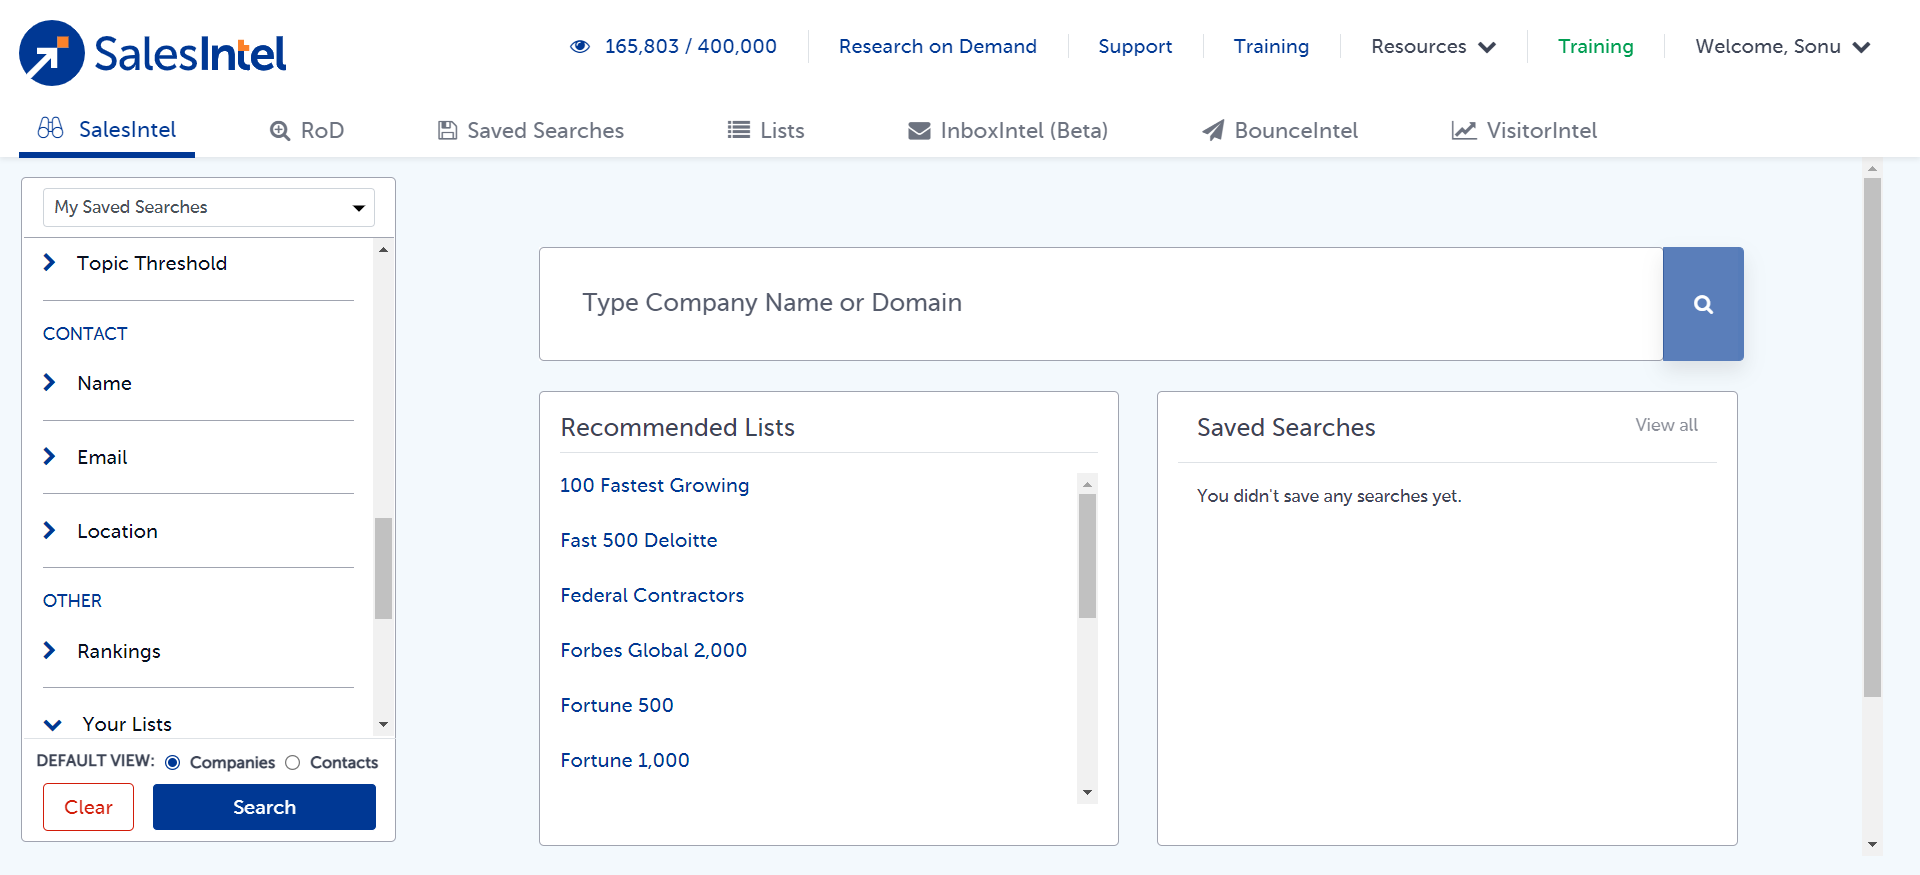 SalesIntel
165,803 / 400,000
Research on Demand
Support
Training
Resources
Training
Welcome, Sonu
SalesIntel
RoD
Saved Searches
Lists
InboxIntel (Beta)
BounceIntel
VisitorIntel
My Saved Searches
Topic Threshold
CONTACT
Name
Email
Location
OTHER
Rankings
Your Lists
DEFAULT VIEW: Companies Contacts
Clear
Search
Type Company Name or Domain
Recommended Lists
100 Fastest Growing
Fast 500 Deloitte
Federal Contractors
Forbes Global 2,000
Fortune 500
Fortune 1,000
Saved Searches
View all
You didn't save any searches yet.